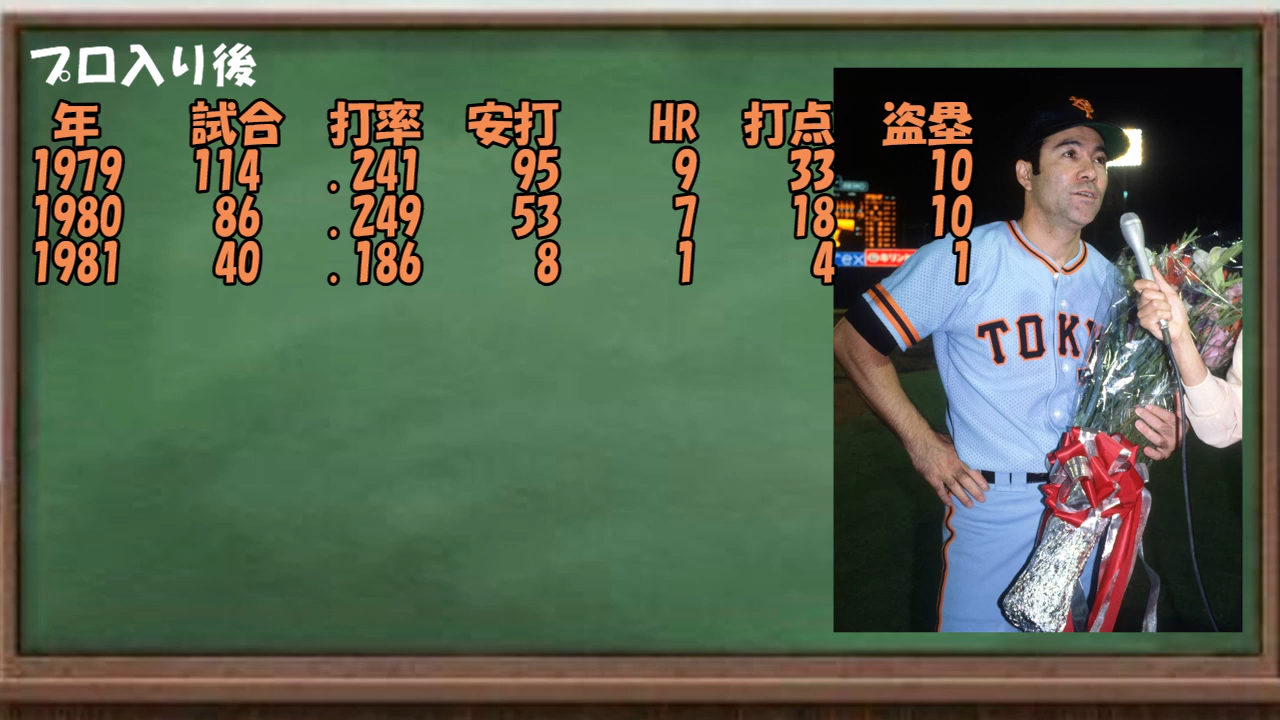 プロ入り後
年 試合 打率 安打 HR 打点 盗塁
1979 114 .241 95 9 33 10
1980 86 .249 53 7 18 10
1981 40 .186 8 1 4 1
TOK